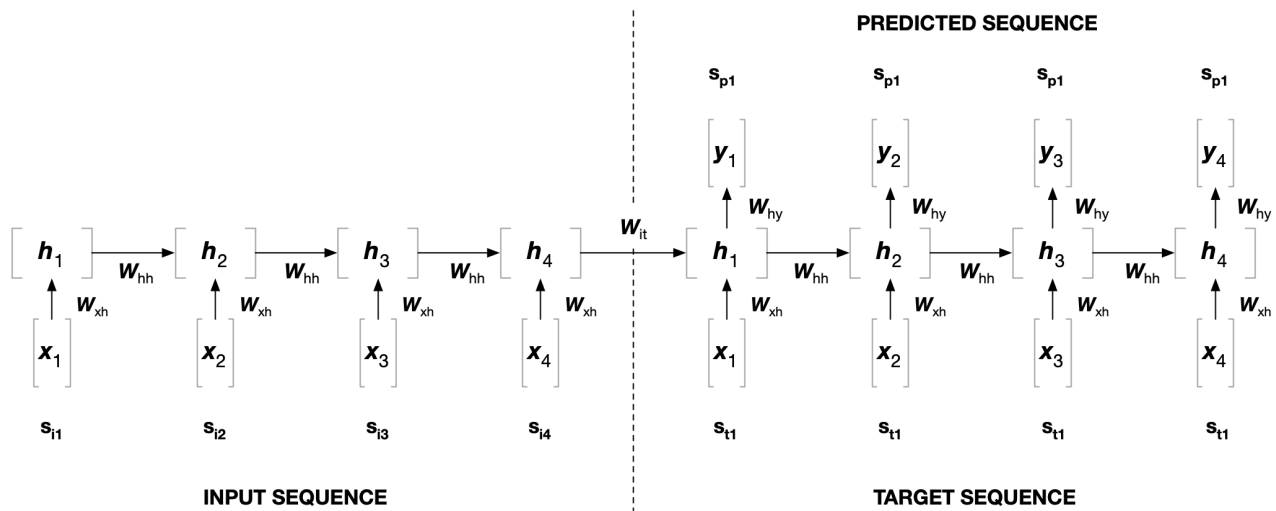 PREDICTED SEQUENCE
sp1 sp1 sp1 sp1
y1 y2 y3 y4
Why Why Why Why
Wit
h1 h2 h3 h4 h1 h2 h3 h4
Whh Whh Whh Whh Whh Whh
Wxh Wxh Wxh Wxh Wxh Wxh Wxh Wxh
x1 x2 x3 x4 x1 x2 x3 x4
si1 si2 si3 si4 st1 st1 st1 st1
INPUT SEQUENCE TARGET SEQUENCE